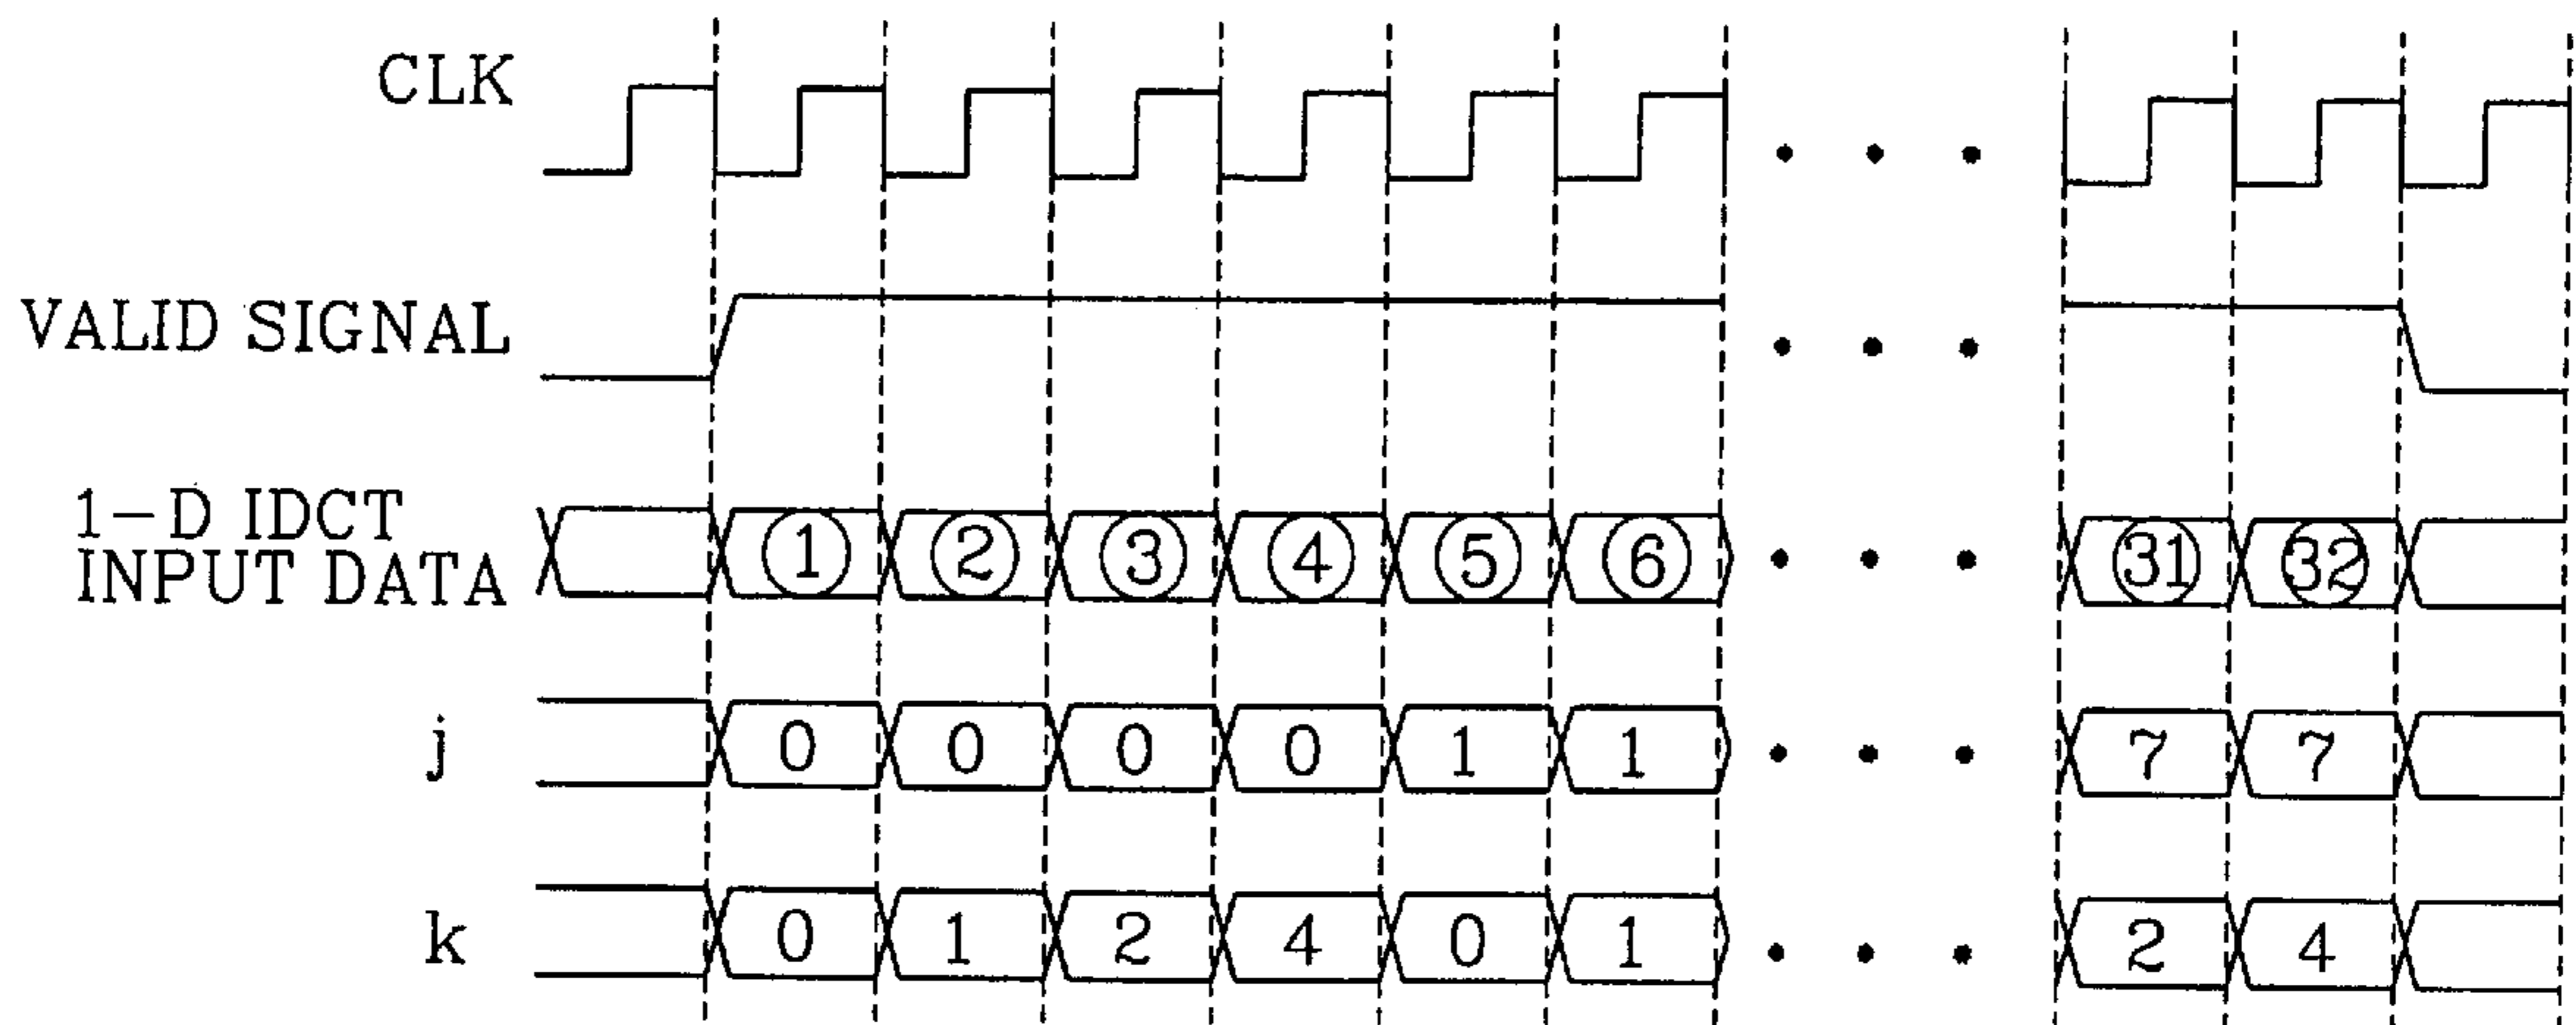 CLK
VALID SIGNAL
1-D IDCT
INPUT DATA
① ② ③ ④ ⑤ ⑥ ㉛ ㉜
j 0 0 0 0 1 1 7 7
k 0 1 2 4 0 1 2 4